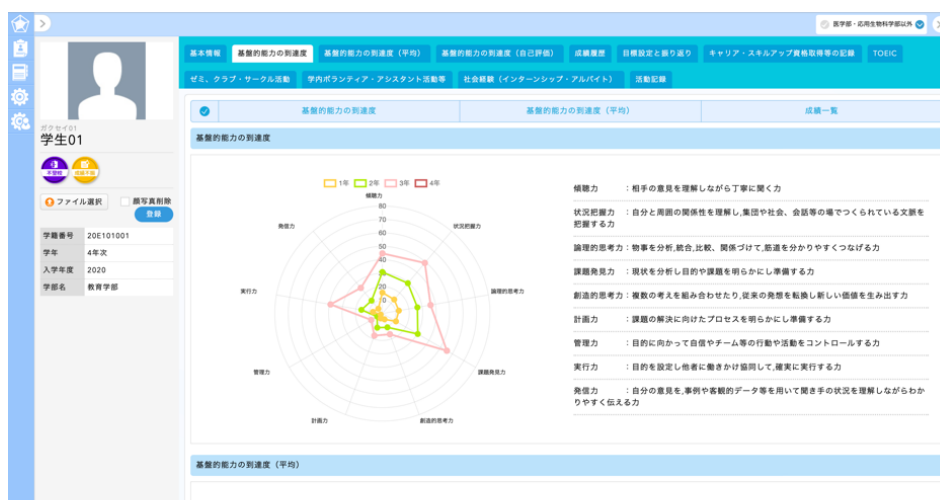 医学部・応用生物科学部以外
基本情報
基盤的能力の到達度
基盤的能力の到達度（平均）
基盤的能力の到達度（自己評価）
成績履歴
目標設定と振り返り
キャリア・スキルアップ資格取得等の記録
TOEIC
ゼミ、クラブ・サークル活動
学内ボランティア・アシスタント活動等
社会経験（インターンシップ・アルバイト）
活動記録
ガクセイ01
学生01
ファイル選択
顔写真削除
登録
学籍番号 20E101001
学年 4年次
入学年度 2020
学部名 教育学部
基盤的能力の到達度
基盤的能力の到達度（平均）
成績一覧
基盤的能力の到達度
1年 2年 3年 4年
傾聴力
状況把握力
論理的思考力
課題発見力
創造的思考力
計画力
管理力
実行力
発信力
80
70
60
50
40
20
0
傾聴力 ：相手の意見を理解しながら丁寧に聞く力
状況把握力 ：自分と周囲の関係性を理解し,集団や社会、会話等の場でつくられている文脈を
把握する力
論理的思考力：物事を分析,統合,比較、関係づけて,筋道を分かりやすくつなげる力
課題発見力 ：現状を分析し目的や課題を明らかにし準備する力
創造的思考力：複数の考えを組み合わせたり,従来の発想を転換し新しい価値を生み出す力
計画力 ：課題の解決に向けたプロセスを明らかにし準備する力
管理力 ：目的に向かって自信やチーム等の行動や活動をコントロールする力
実行力 ：目的を設定し他者に働きかけ協同して,確実に実行する力
発信力 ：自分の意見を,事例や客観的データ等を用いて聞き手の状況を理解しながらわか
りやすく伝える力
基盤的能力の到達度（平均）